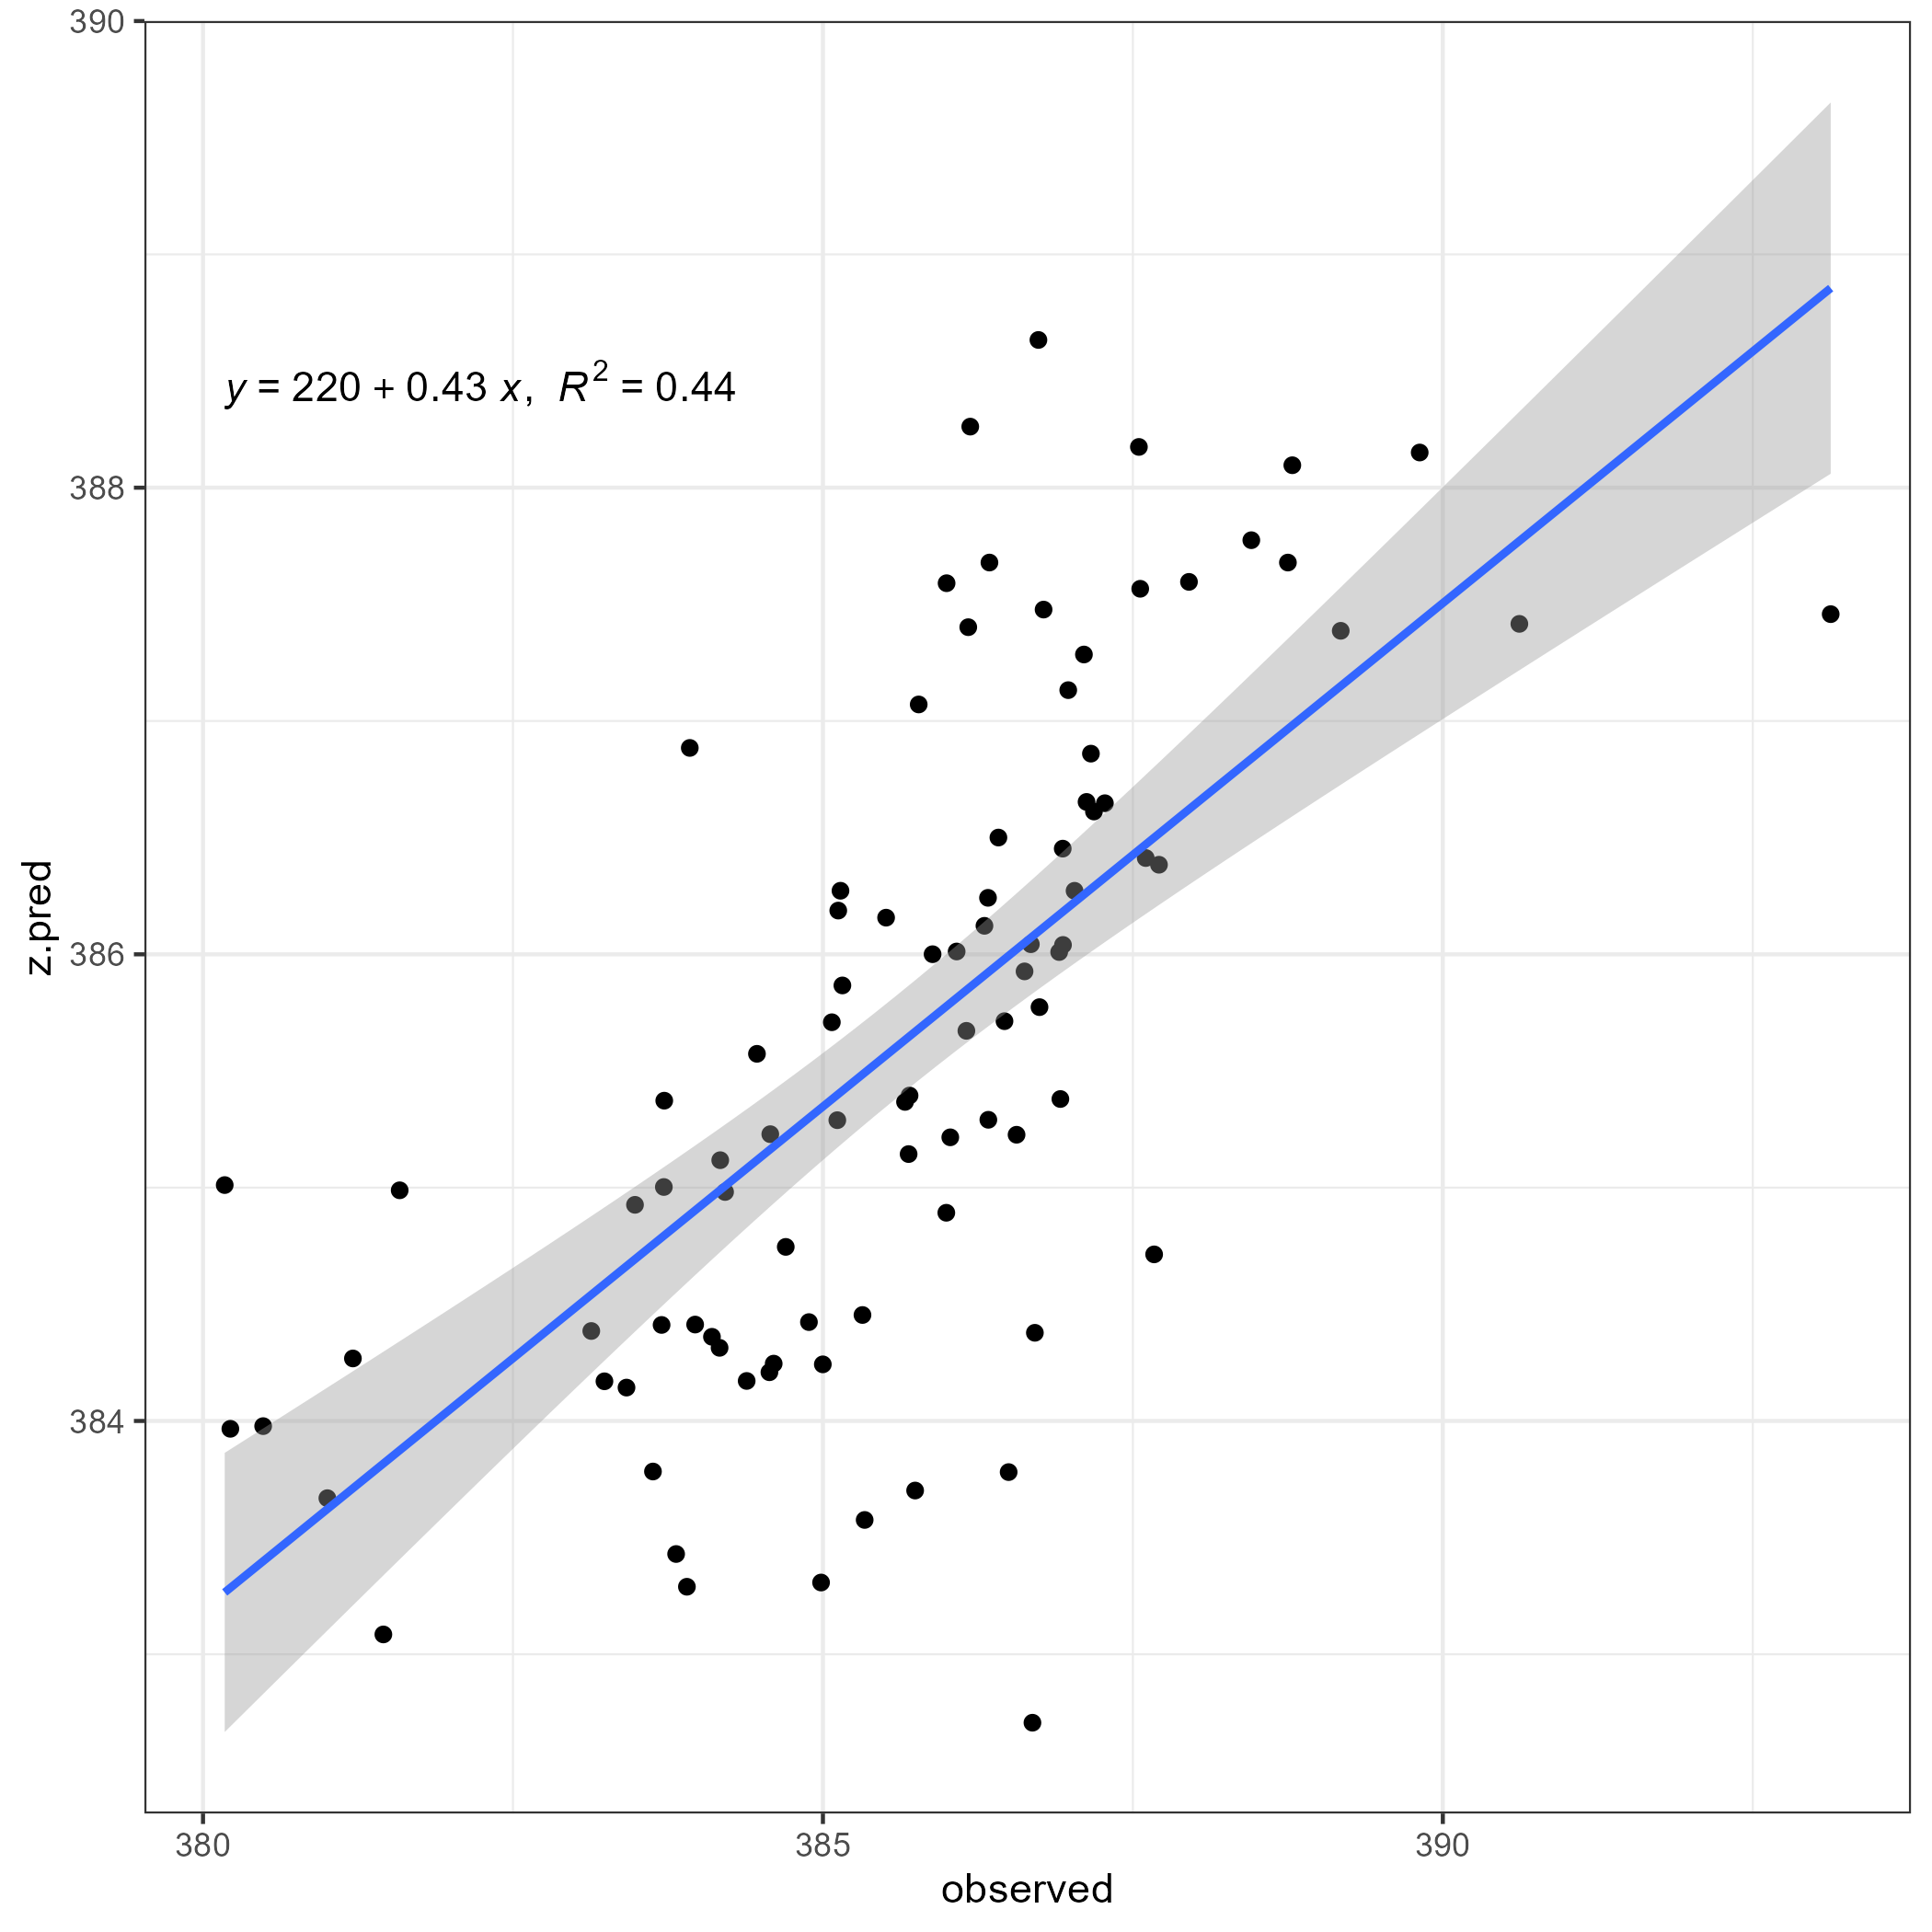 390
y = 220 + 0.43 x, R² = 0.44
388
386
384
z.pred
380 385 390
observed